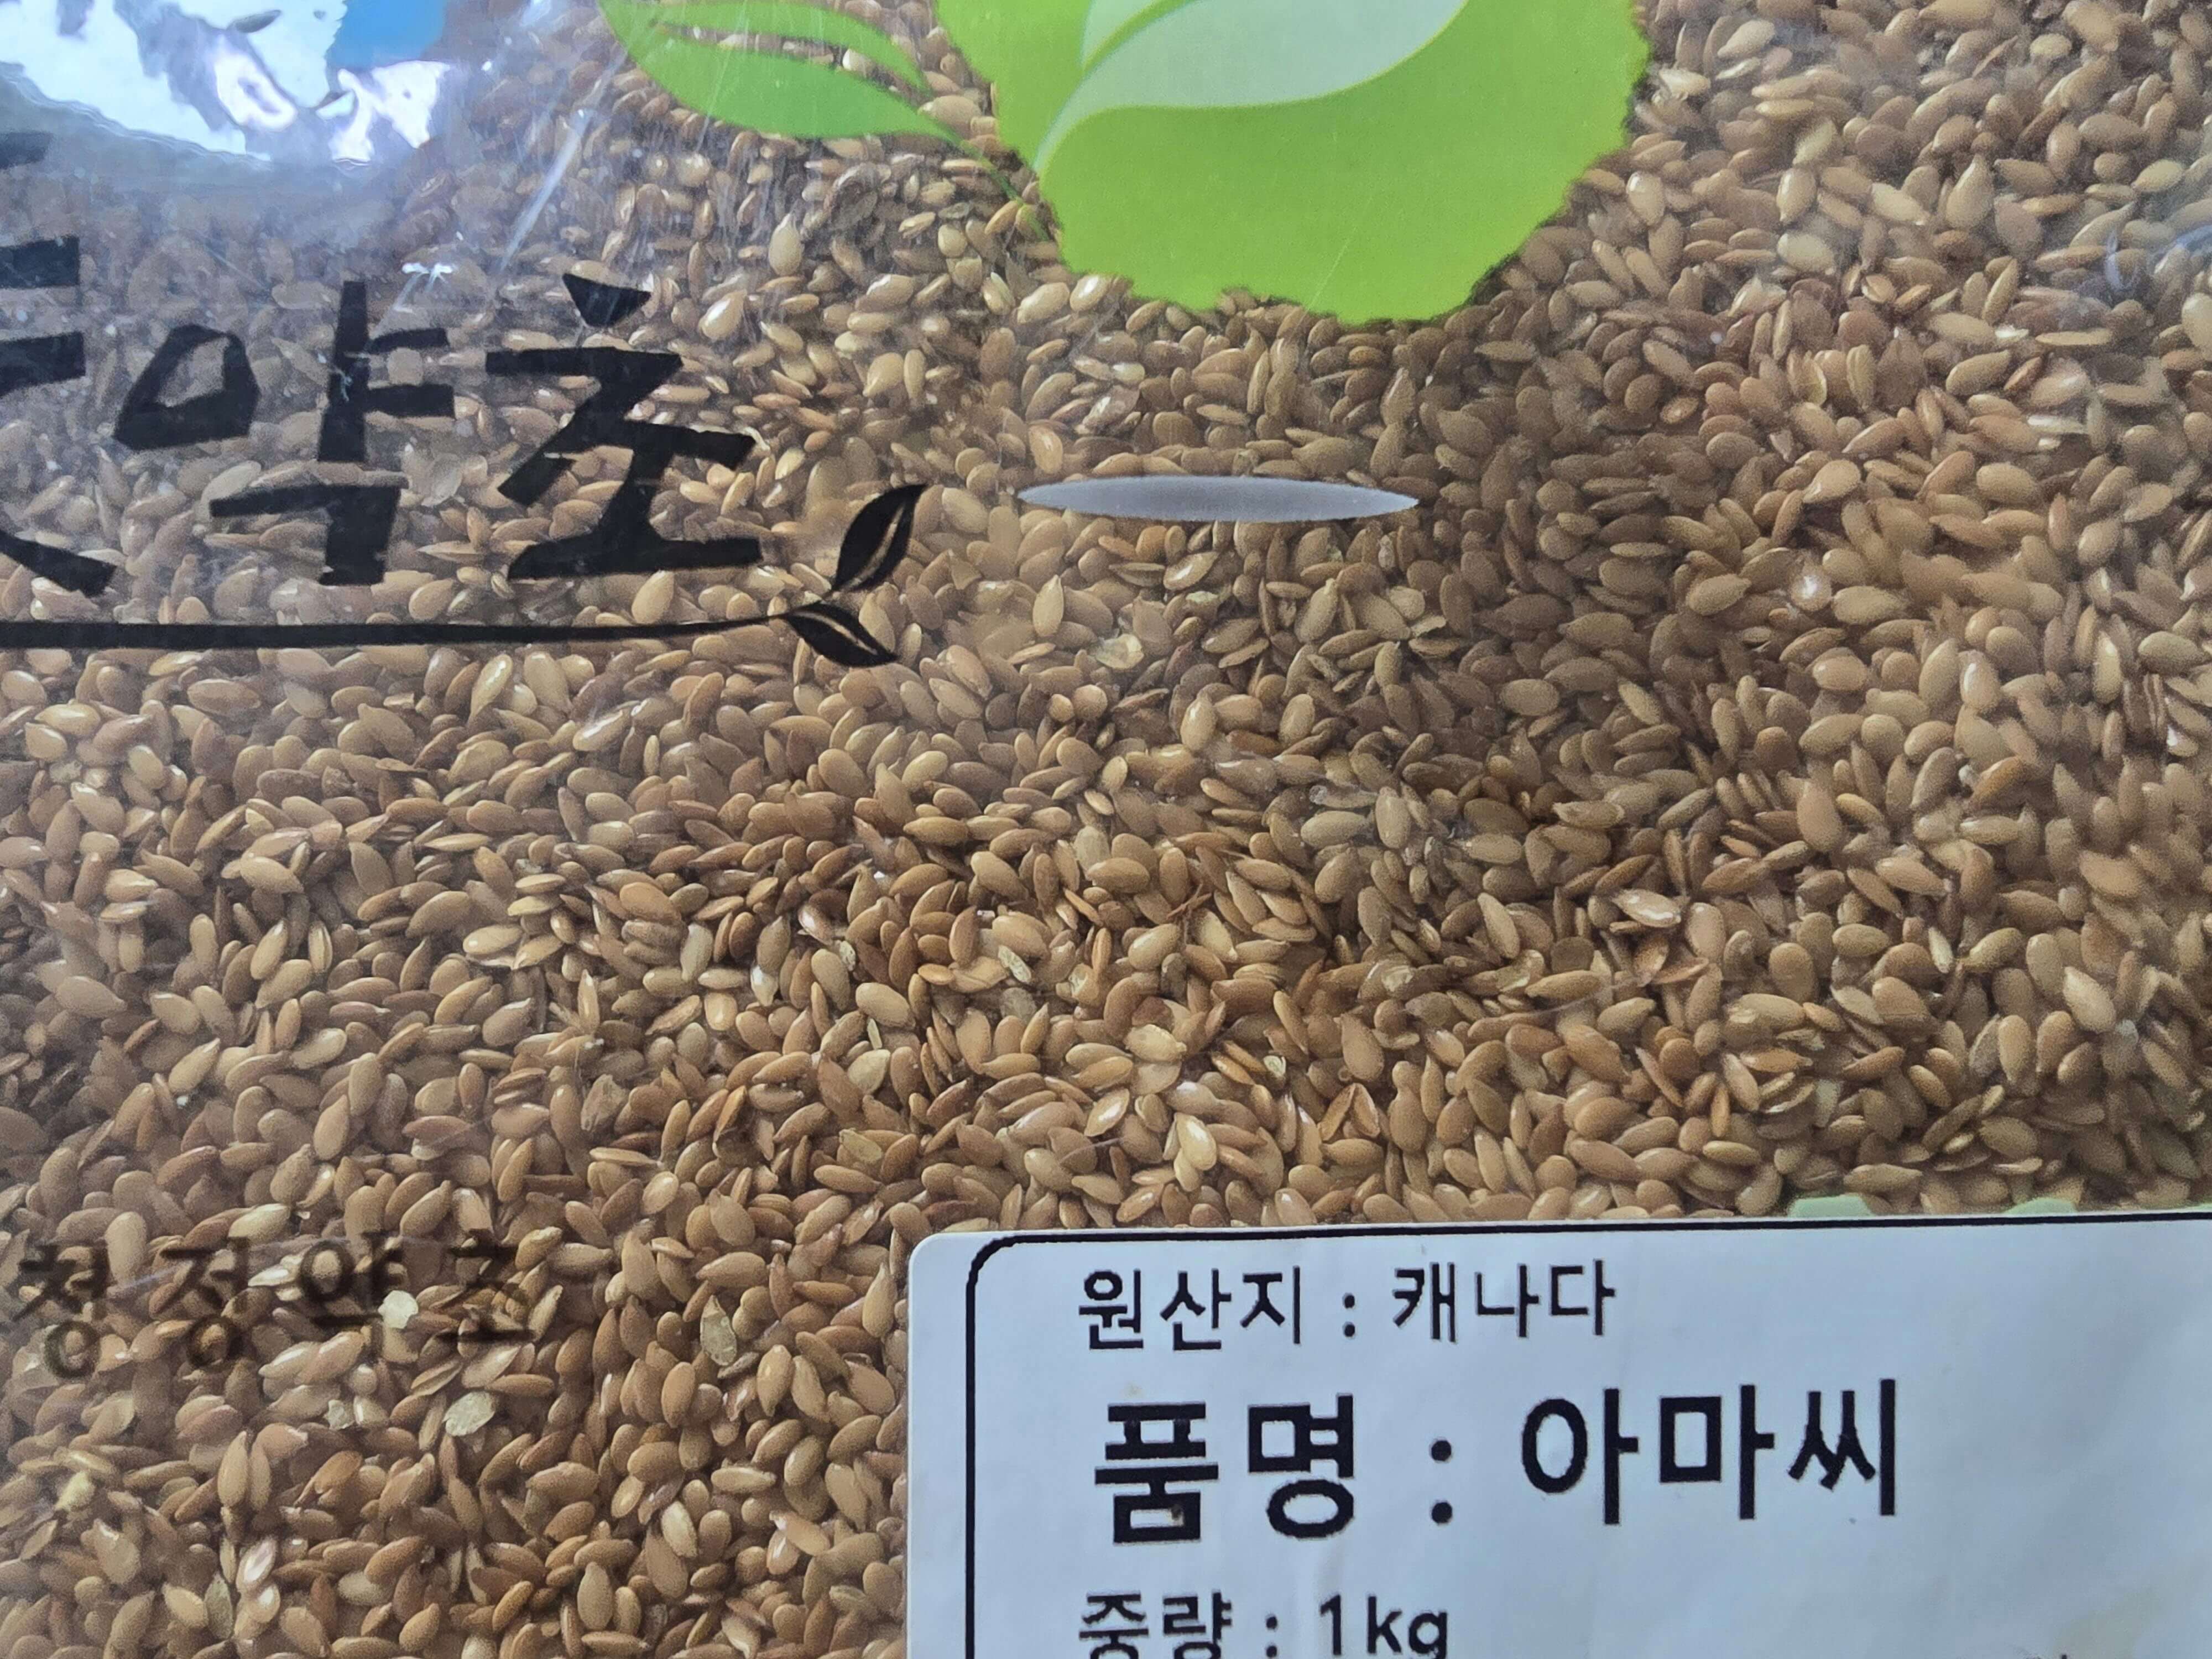 약초
청정약초
원산지 : 캐나다
품명 : 아마씨
중량 : 1kg